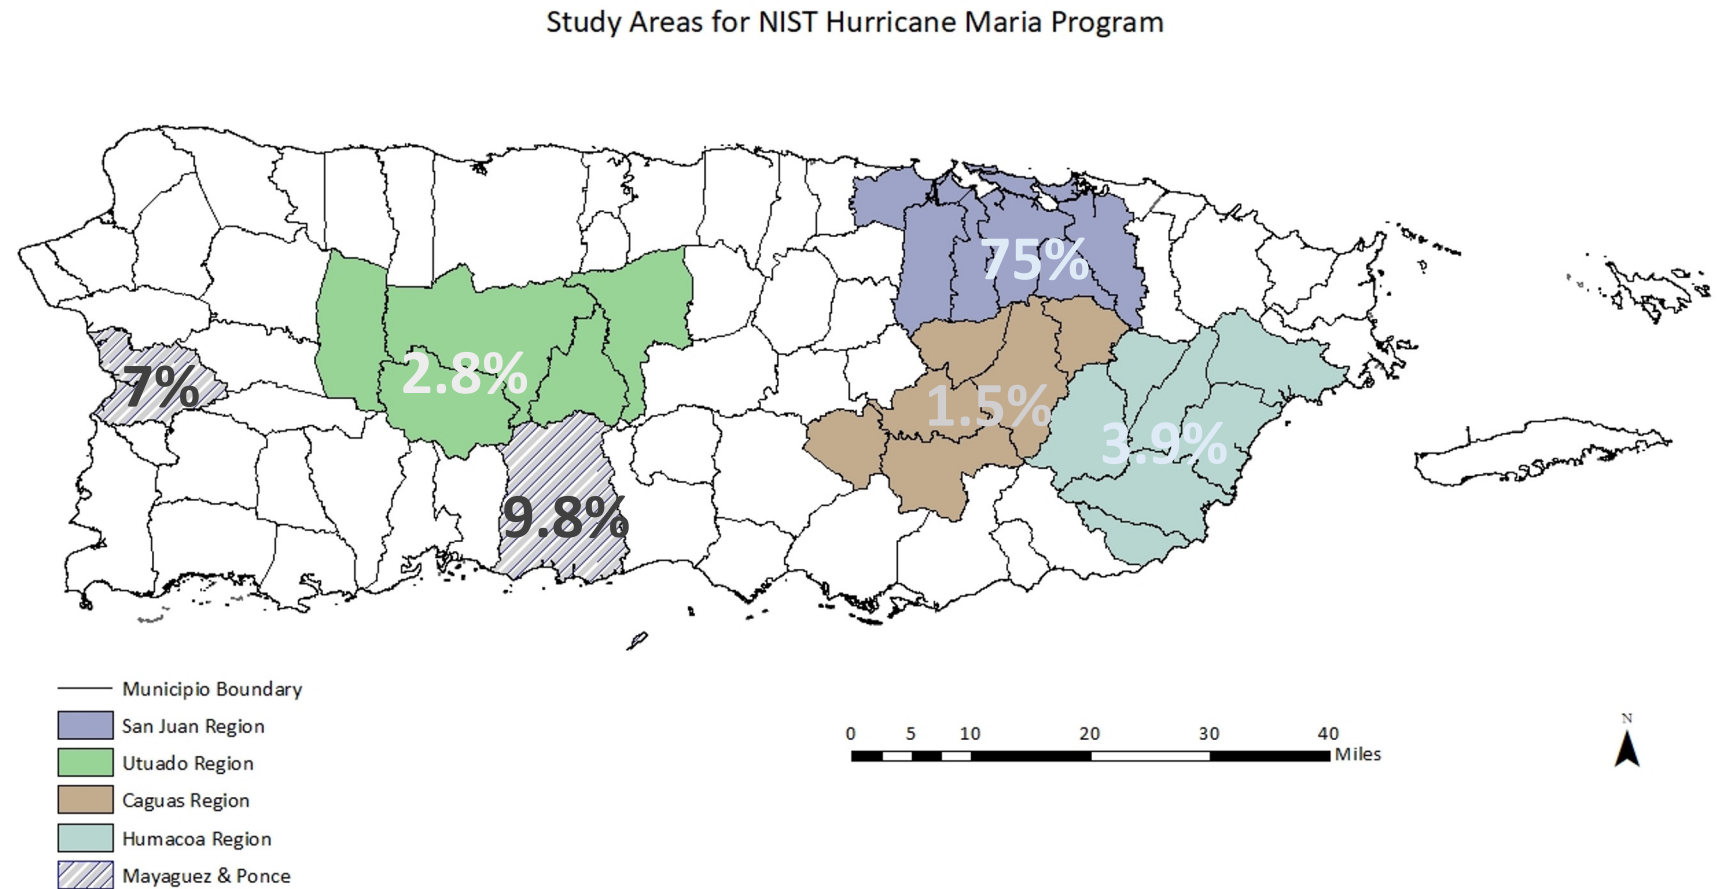 Study Areas for NIST Hurricane Maria Program
75%
7%
2.8%
1.5%
3.9%
9.8%
Municipio Boundary
San Juan Region
Utuado Region
Caguas Region
Humacoa Region
Mayaguez & Ponce
0 5 10 20 30 40
Miles
N